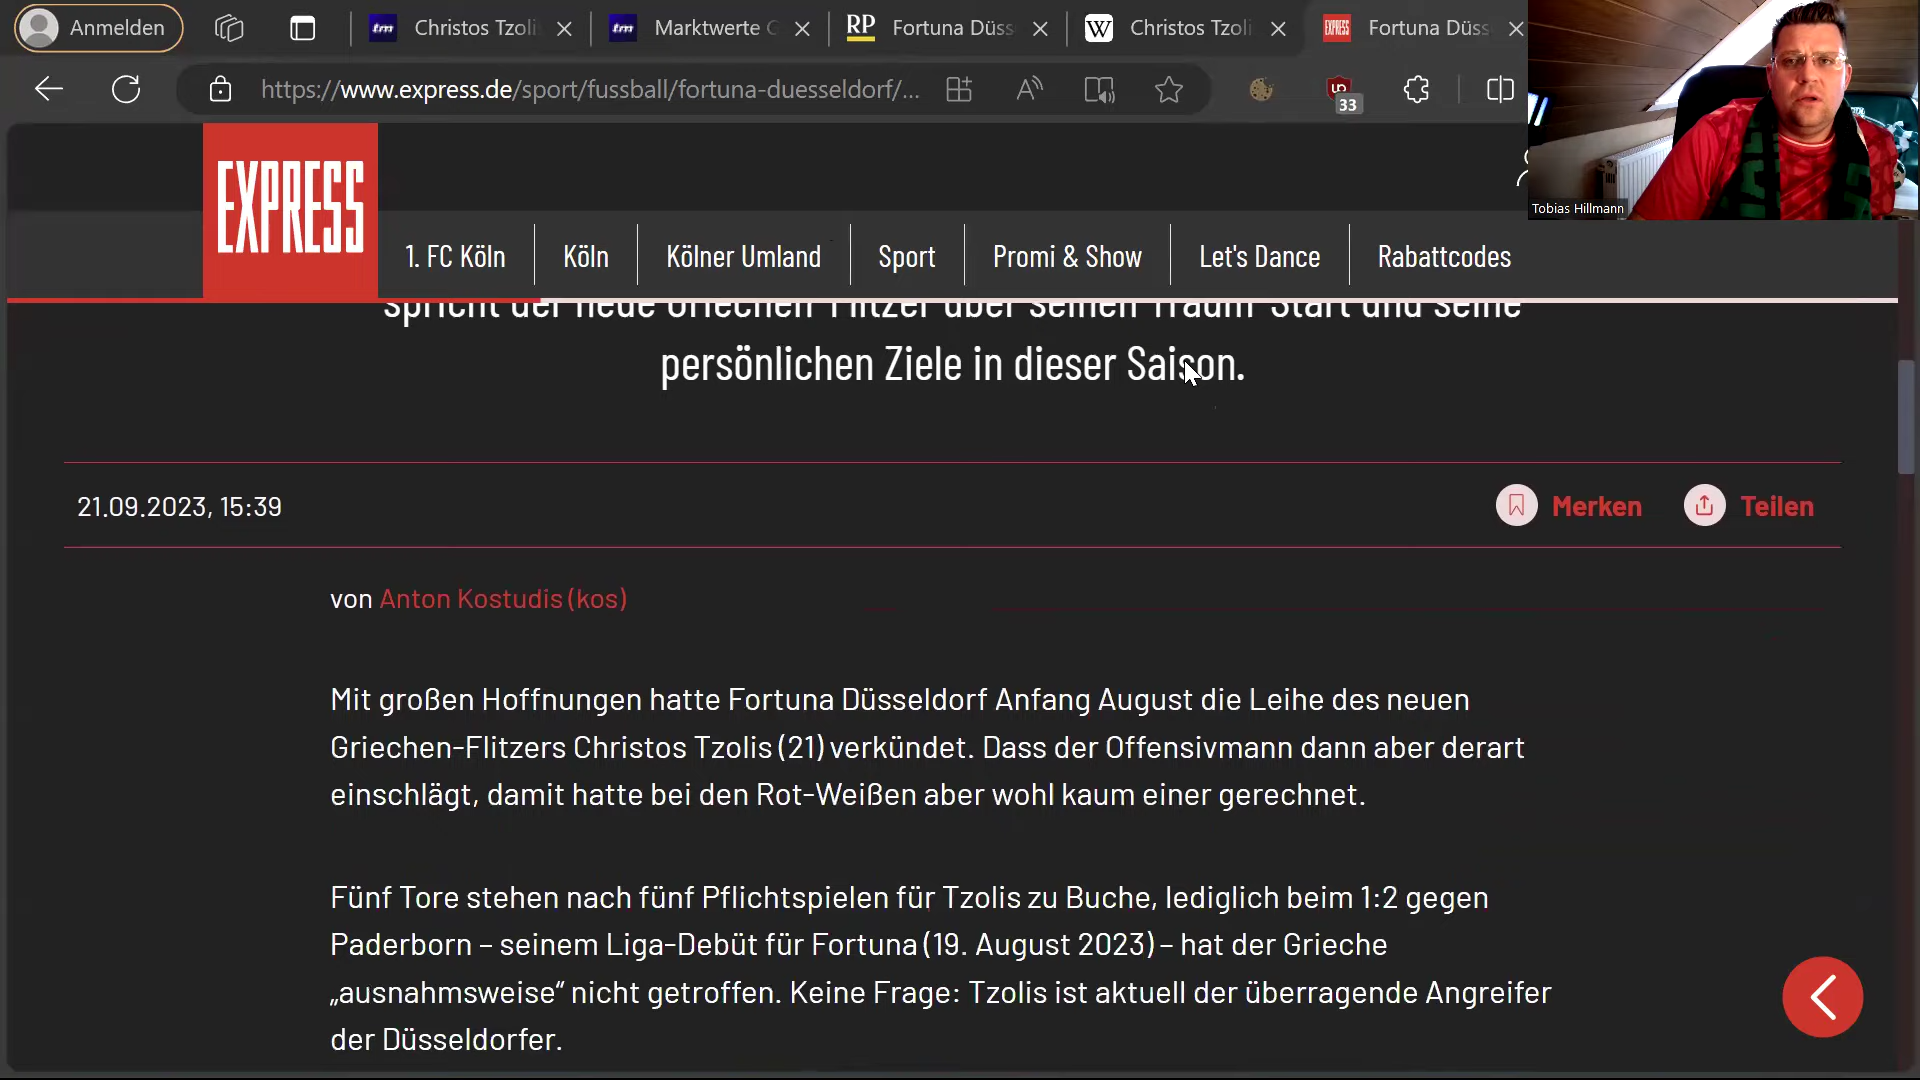 Anmelden
Christos Tzoli
Marktwerte G
RP
Fortuna Düss
W
Christos Tzoli
EXPRESS
Fortuna Düss
https://www.express.de/sport/fussball/fortuna-duesseldorf/...
33
Tobias Hillmann
EXPRESS
1. FC Köln
Köln
Kölner Umland
Sport
Promi & Show
Let's Dance
Rabattcodes
spricht der neue Griechen-Flitzer über seinen Traum-Start und seine
persönlichen Ziele in dieser Saison.
21.09.2023, 15:39
Merken
Teilen
von Anton Kostudis (kos)
Mit großen Hoffnungen hatte Fortuna Düsseldorf Anfang August die Leihe des neuen
Griechen-Flitzers Christos Tzolis (21) verkündet. Dass der Offensivmann dann aber derart
einschlägt, damit hatte bei den Rot-Weißen aber wohl kaum einer gerechnet.
Fünf Tore stehen nach fünf Pflichtspielen für Tzolis zu Buche, lediglich beim 1:2 gegen
Paderborn – seinem Liga-Debüt für Fortuna (19. August 2023) – hat der Grieche
„ausnahmsweise“ nicht getroffen. Keine Frage: Tzolis ist aktuell der überragende Angreifer
der Düsseldorfer.